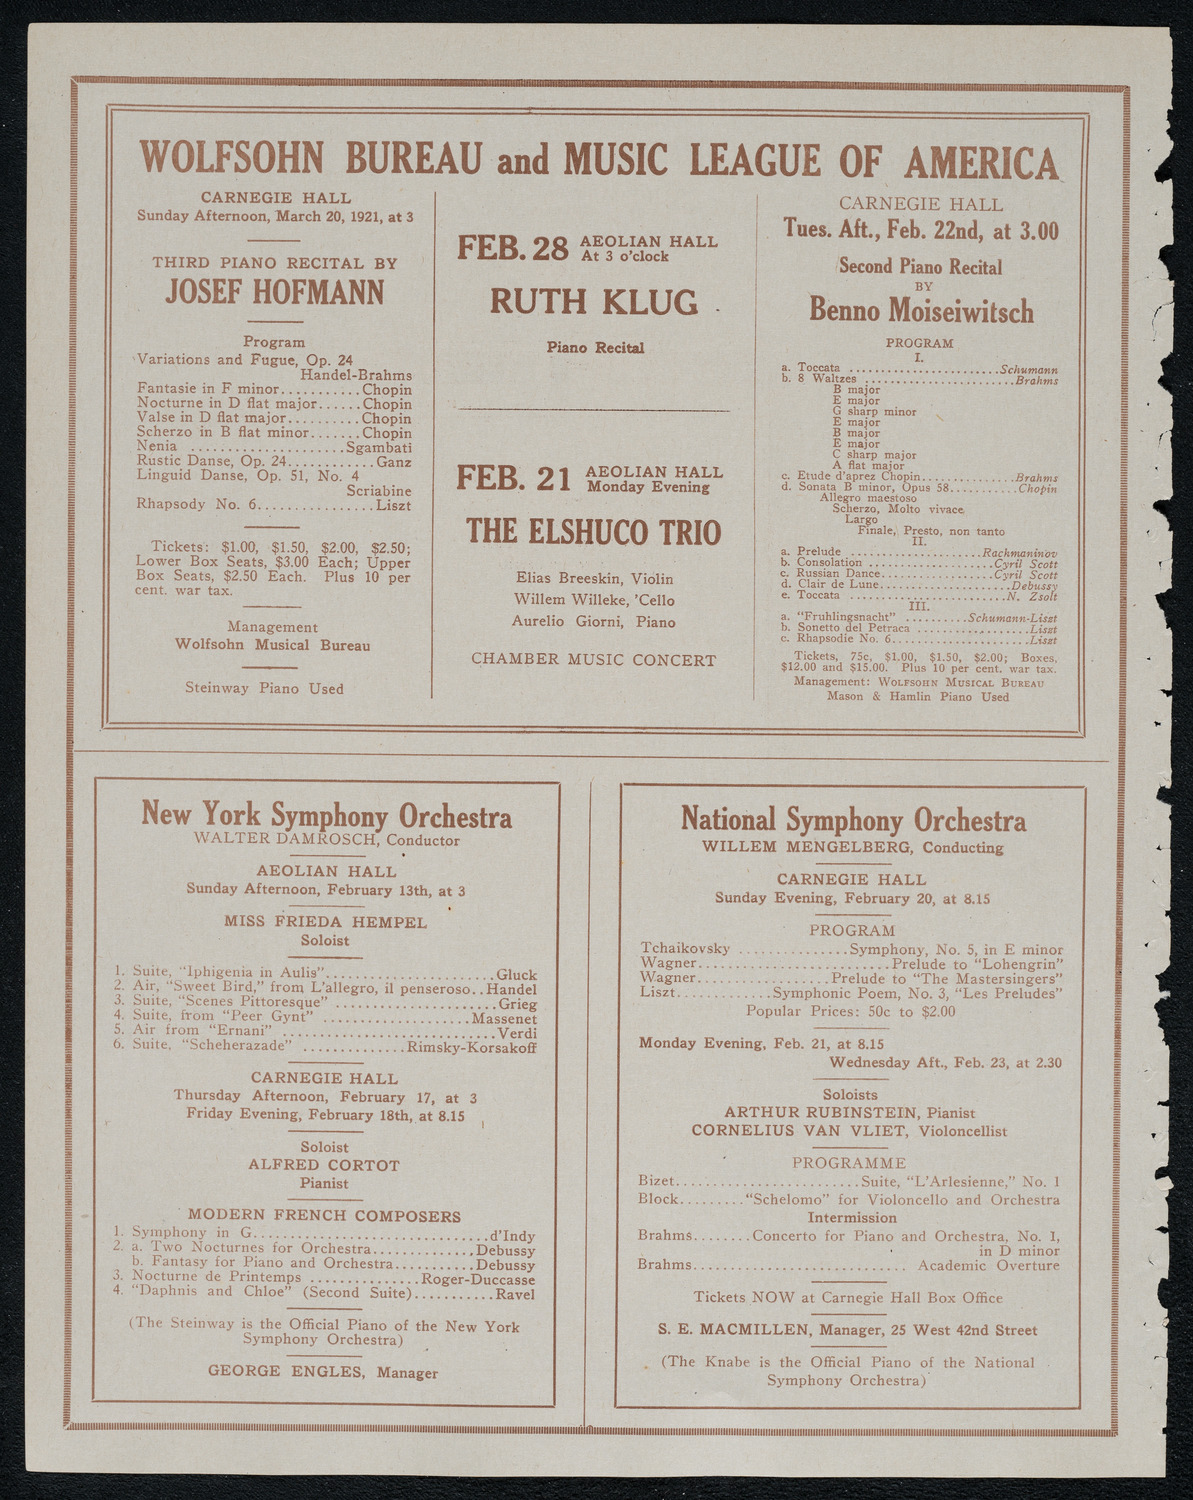 WOLFSOHN BUREAU and MUSIC LEAGUE OF AMERICA
CARNEGIE HALL
Sunday Afternoon, March 20, 1921, at 3
THIRD PIANO RECITAL BY
JOSEF HOFMANN
Program
Variations and Fugue, Op. 24
Handel-Brahms
Fantasie in F minor..........Chopin
Nocturne in D flat major......Chopin
Valse in D flat major..........Chopin
Scherzo in B flat minor.......Chopin
Nenia .....................Sgambati
Rustic Danse, Op. 24............Ganz
Linguid Danse, Op. 51, No. 4
Scriabine
Rhapsody No. 6................Liszt
Tickets: $1.00, $1.50, $2.00, $2.50;
Lower Box Seats, $3.00 Each; Upper
Box Seats, $2.50 Each. Plus 10 per
cent. war tax.
Management
Wolfsohn Musical Bureau
Steinway Piano Used
FEB. 28 AEOLIAN HALL
At 3 o'clock
RUTH KLUG
Piano Recital
FEB. 21 AEOLIAN HALL
Monday Evening
THE ELSHUCO TRIO
Elias Breeskin, Violin
Willem Willeke, 'Cello
Aurelio Giorni, Piano
CHAMBER MUSIC CONCERT
CARNEGIE HALL
Tues. Aft., Feb. 22nd, at 3.00
Second Piano Recital
BY
Benno Moiseiwitsch
PROGRAM
I.
a. Toccata ........................Schumann
b. 8 Waltzes ........................Brahms
B major
E major
G sharp minor
E major
B major
E major
C sharp major
A flat major
c. Etude d'aprez Chopin...............Brahms
d. Sonata B minor, Opus 58...........Chopin
Allegro maestoso
Scherzo, Molto vivace
Largo
Finale, Presto, non tanto
II.
a. Prelude .....................Rachmaninov
b. Consolation ....................Cyril Scott
c. Russian Dance..................Cyril Scott
d. Clair de Lune.....................Debussy
e. Toccata .........................N. Zsolt
III.
a. "Fruhlingsnacht" ..........Schumann-Liszt
b. Sonetto del Petraca ..................Liszt
c. Rhapsodie No. 6......................Liszt
Tickets, 75c, $1.00, $1.50, $2.00; Boxes,
$12.00 and $15.00. Plus 10 per cent. war tax.
Management: WOLFSOHN MUSICAL BUREAU
Mason & Hamlin Piano Used
New York Symphony Orchestra
WALTER DAMROSCH, Conductor
AEOLIAN HALL
Sunday Afternoon, February 13th, at 3
MISS FRIEDA HEMPEL
Soloist
1. Suite, "Iphigenia in Aulis"........................Gluck
2. Air, "Sweet Bird," from L'allegro, il penseroso..Handel
3. Suite, "Scenes Pittoresque" .......................Grieg
4. Suite, from "Peer Gynt" .....................Massenet
5. Air from "Ernani" ..............................Verdi
6. Suite, "Scheherazade" .............Rimsky-Korsakoff
CARNEGIE HALL
Thursday Afternoon, February 17, at 3
Friday Evening, February 18th, at 8.15
Soloist
ALFRED CORTOT
Pianist
MODERN FRENCH COMPOSERS
1. Symphony in G.................................d'Indy
2. a. Two Nocturnes for Orchestra.............Debussy
b. Fantasy for Piano and Orchestra..........Debussy
3. Nocturne de Printemps ...............Roger-Duccasse
4. "Daphnis and Chloe" (Second Suite)...........Ravel
(The Steinway is the Official Piano of the New York
Symphony Orchestra)
GEORGE ENGLES, Manager
National Symphony Orchestra
WILLEM MENGELBERG, Conducting
CARNEGIE HALL
Sunday Evening, February 20, at 8.15
PROGRAM
Tchaikovsky ...............Symphony, No. 5, in E minor
Wagner..........................Prelude to "Lohengrin"
Wagner..................Prelude to "The Mastersingers"
Liszt.............Symphonic Poem, No. 3, "Les Preludes"
Popular Prices: 50c to $2.00
Monday Evening, Feb. 21, at 8.15
Wednesday Aft., Feb. 23, at 2.30
Soloists
ARTHUR RUBINSTEIN, Pianist
CORNELIUS VAN VLIET, Violoncellist
PROGRAMME
Bizet.........................Suite, "L'Arlesienne," No. 1
Block.........."Schelomo" for Violoncello and Orchestra
Intermission
Brahms........Concerto for Piano and Orchestra, No. 1,
in D minor
Brahms............................ Academic Overture
Tickets NOW at Carnegie Hall Box Office
S. E. MACMILLEN, Manager, 25 West 42nd Street
(The Knabe is the Official Piano of the National
Symphony Orchestra)